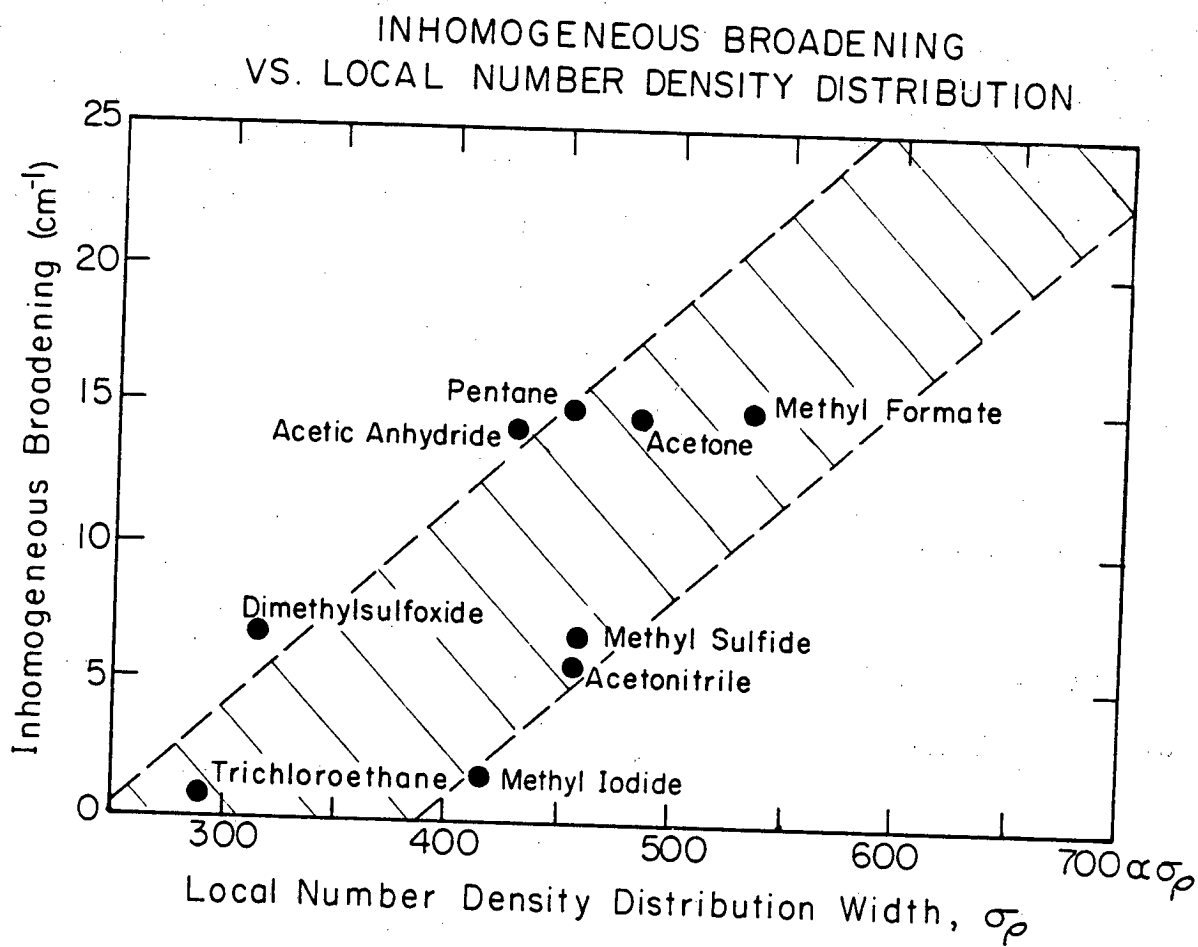 INHOMOGENEOUS BROADENING
VS. LOCAL NUMBER DENSITY DISTRIBUTION
25
20
15
10
5
0
Inhomogeneous Broadening (cm⁻¹)
Pentane
Acetic Anhydride
Acetone
Methyl Formate
Dimethylsulfoxide
Methyl Sulfide
Acetonitrile
Trichloroethane
Methyl Iodide
300 400 500 600 700 ασρ
Local Number Density Distribution Width, σρ